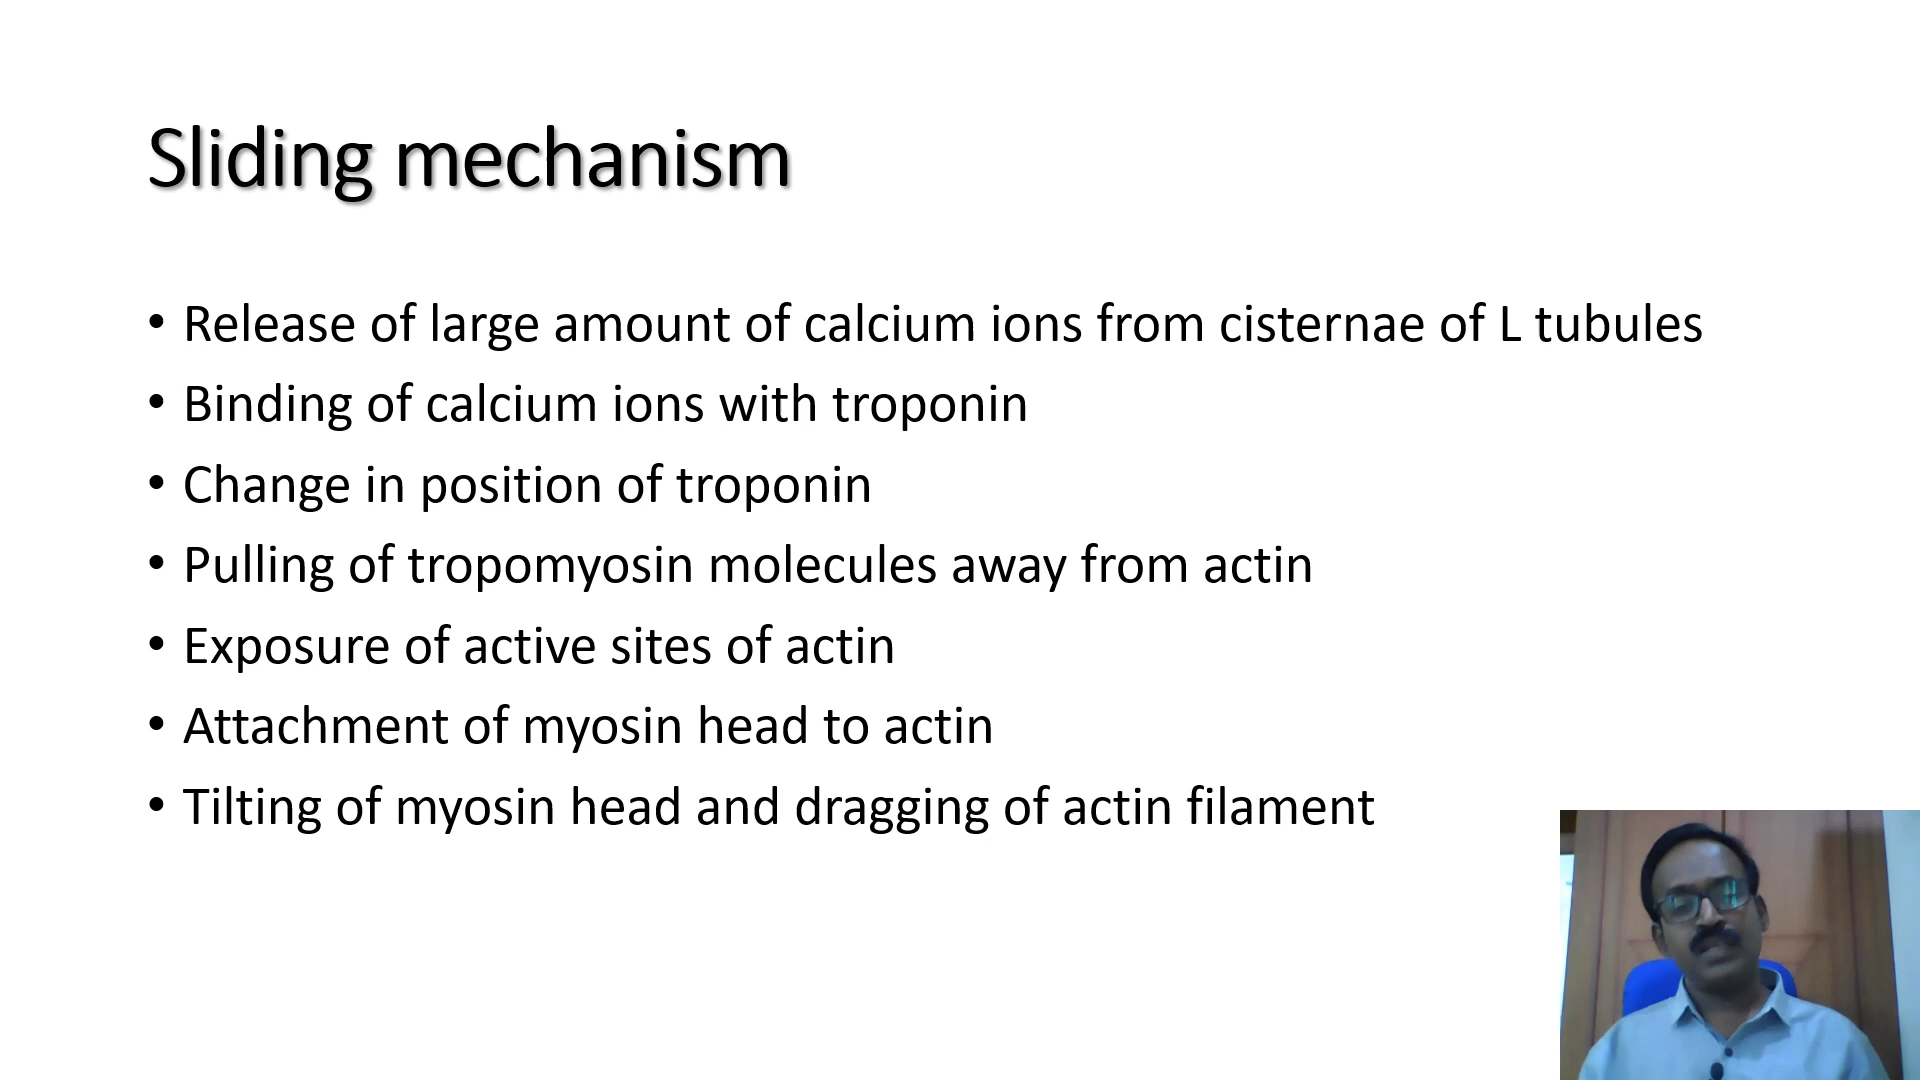 Sliding mechanism
• Release of large amount of calcium ions from cisternae of L tubules
• Binding of calcium ions with troponin
• Change in position of troponin
• Pulling of tropomyosin molecules away from actin
• Exposure of active sites of actin
• Attachment of myosin head to actin
• Tilting of myosin head and dragging of actin filament